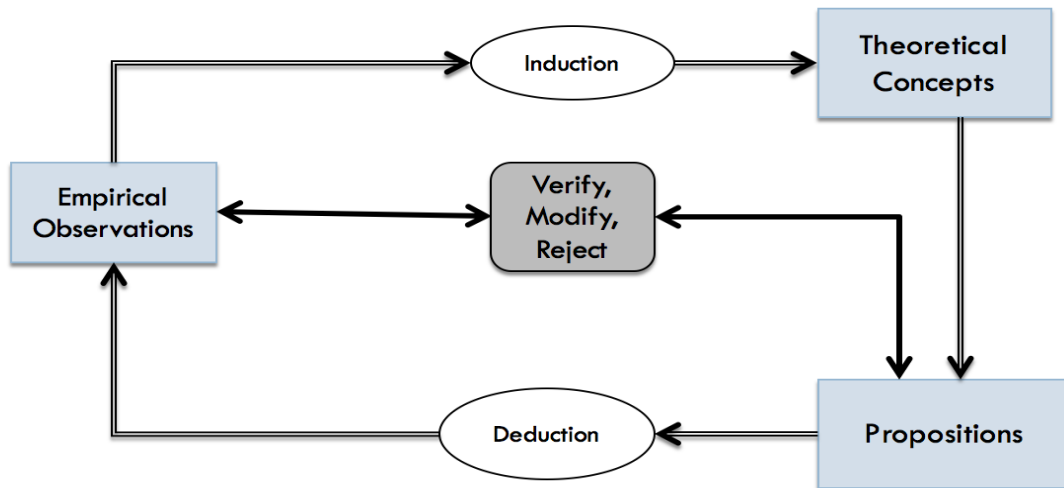 Induction
Theoretical
Concepts
Empirical
Observations
Verify,
Modify,
Reject
Deduction
Propositions